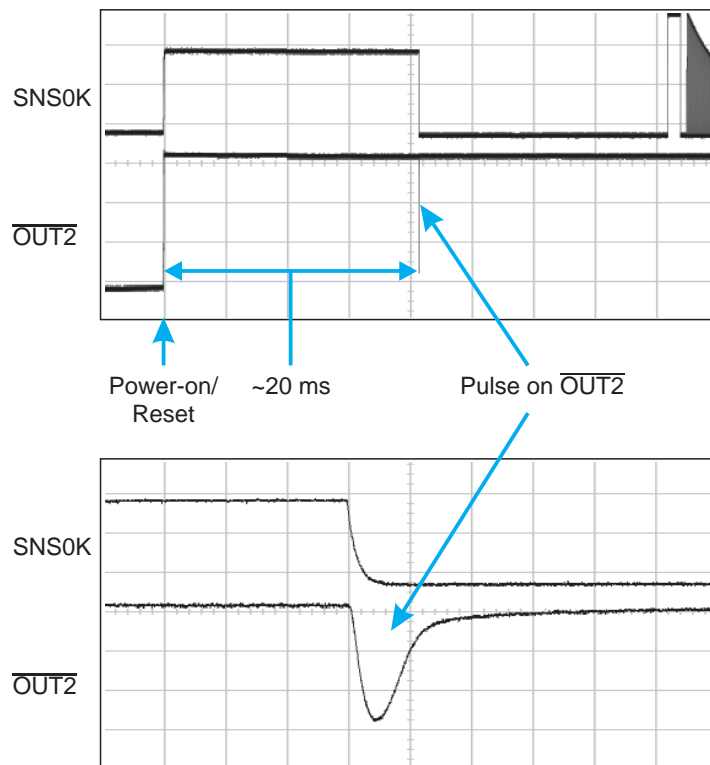 SNS0K
OUT2
Power-on/
Reset
~20 ms
Pulse on OUT2
SNS0K
OUT2